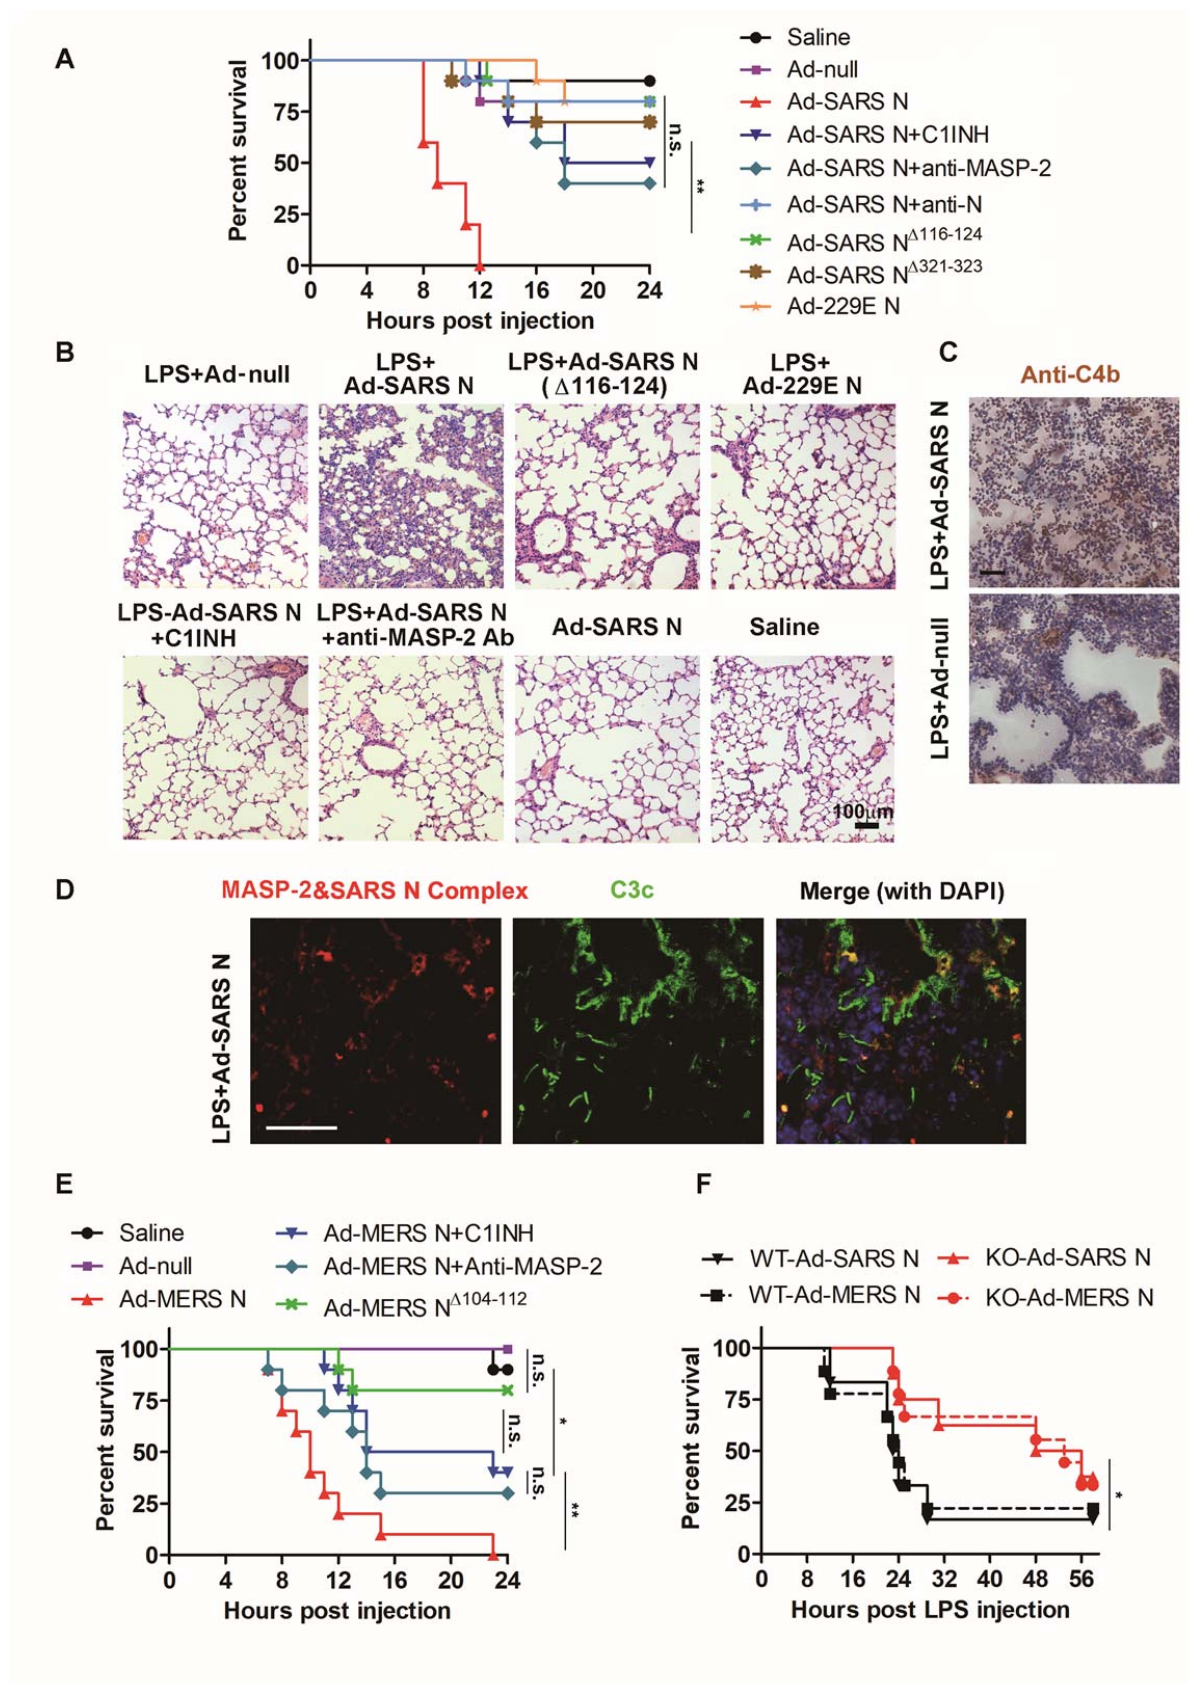 A
Percent survival
100
75
50
25
0
0 4 8 12 16 20 24
Hours post injection
n.s.
**
Saline
Ad-null
Ad-SARS N
Ad-SARS N+C1INH
Ad-SARS N+anti-MASP-2
Ad-SARS N+anti-N
Ad-SARS N^Δ116-124
Ad-SARS N^Δ321-323
Ad-229E N
B
LPS+Ad-null
LPS+
Ad-SARS N
LPS+Ad-SARS N
(Δ116-124)
LPS+
Ad-229E N
LPS-Ad-SARS N
+C1INH
LPS+Ad-SARS N
+anti-MASP-2 Ab
Ad-SARS N
Saline
100μm
C
Anti-C4b
LPS+Ad-SARS N
LPS+Ad-null
D
MASP-2&SARS N Complex
C3c
Merge (with DAPI)
LPS+Ad-SARS N
E
Saline
Ad-null
Ad-MERS N
Ad-MERS N+C1INH
Ad-MERS N+Anti-MASP-2
Ad-MERS N^Δ104-112
Percent survival
100
75
50
25
0
0 4 8 12 16 20 24
Hours post injection
n.s.
*
n.s.
n.s.
**
F
WT-Ad-SARS N
WT-Ad-MERS N
KO-Ad-SARS N
KO-Ad-MERS N
Percent survival
100
75
50
25
0
0 8 16 24 32 40 48 56
Hours post LPS injection
*